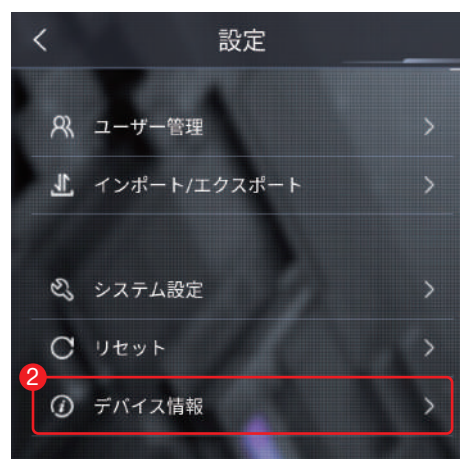 設定
ユーザー管理
インポート/エクスポート
システム設定
リセット
2
デバイス情報